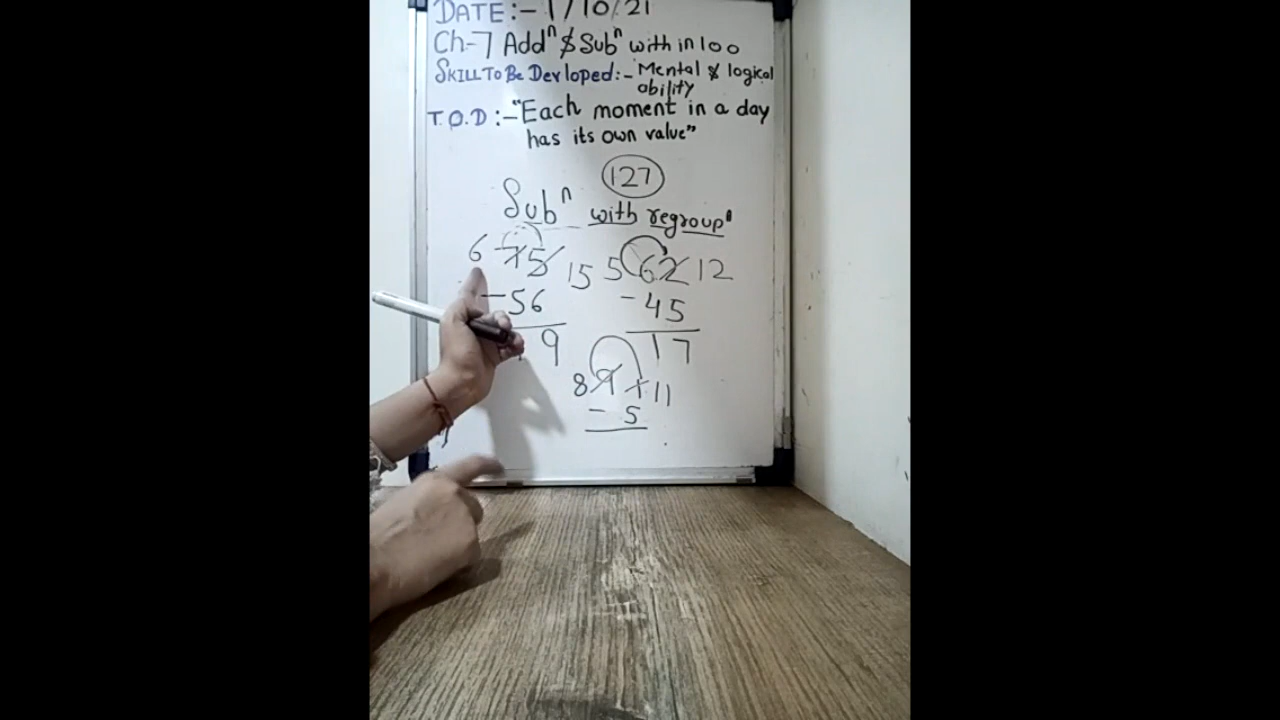 DATE:- 1/10/21
Ch-7 Addⁿ & Subⁿ with in 100
SKILL TO BE DEVLOPED:- Mental & logical
ability
T.O.D:- "Each moment in a day
has its own value"
127
Subⁿ with regroupⁿ
6 75 15 5 62 12
- 56 - 45
9 17
8 91 11
- 5